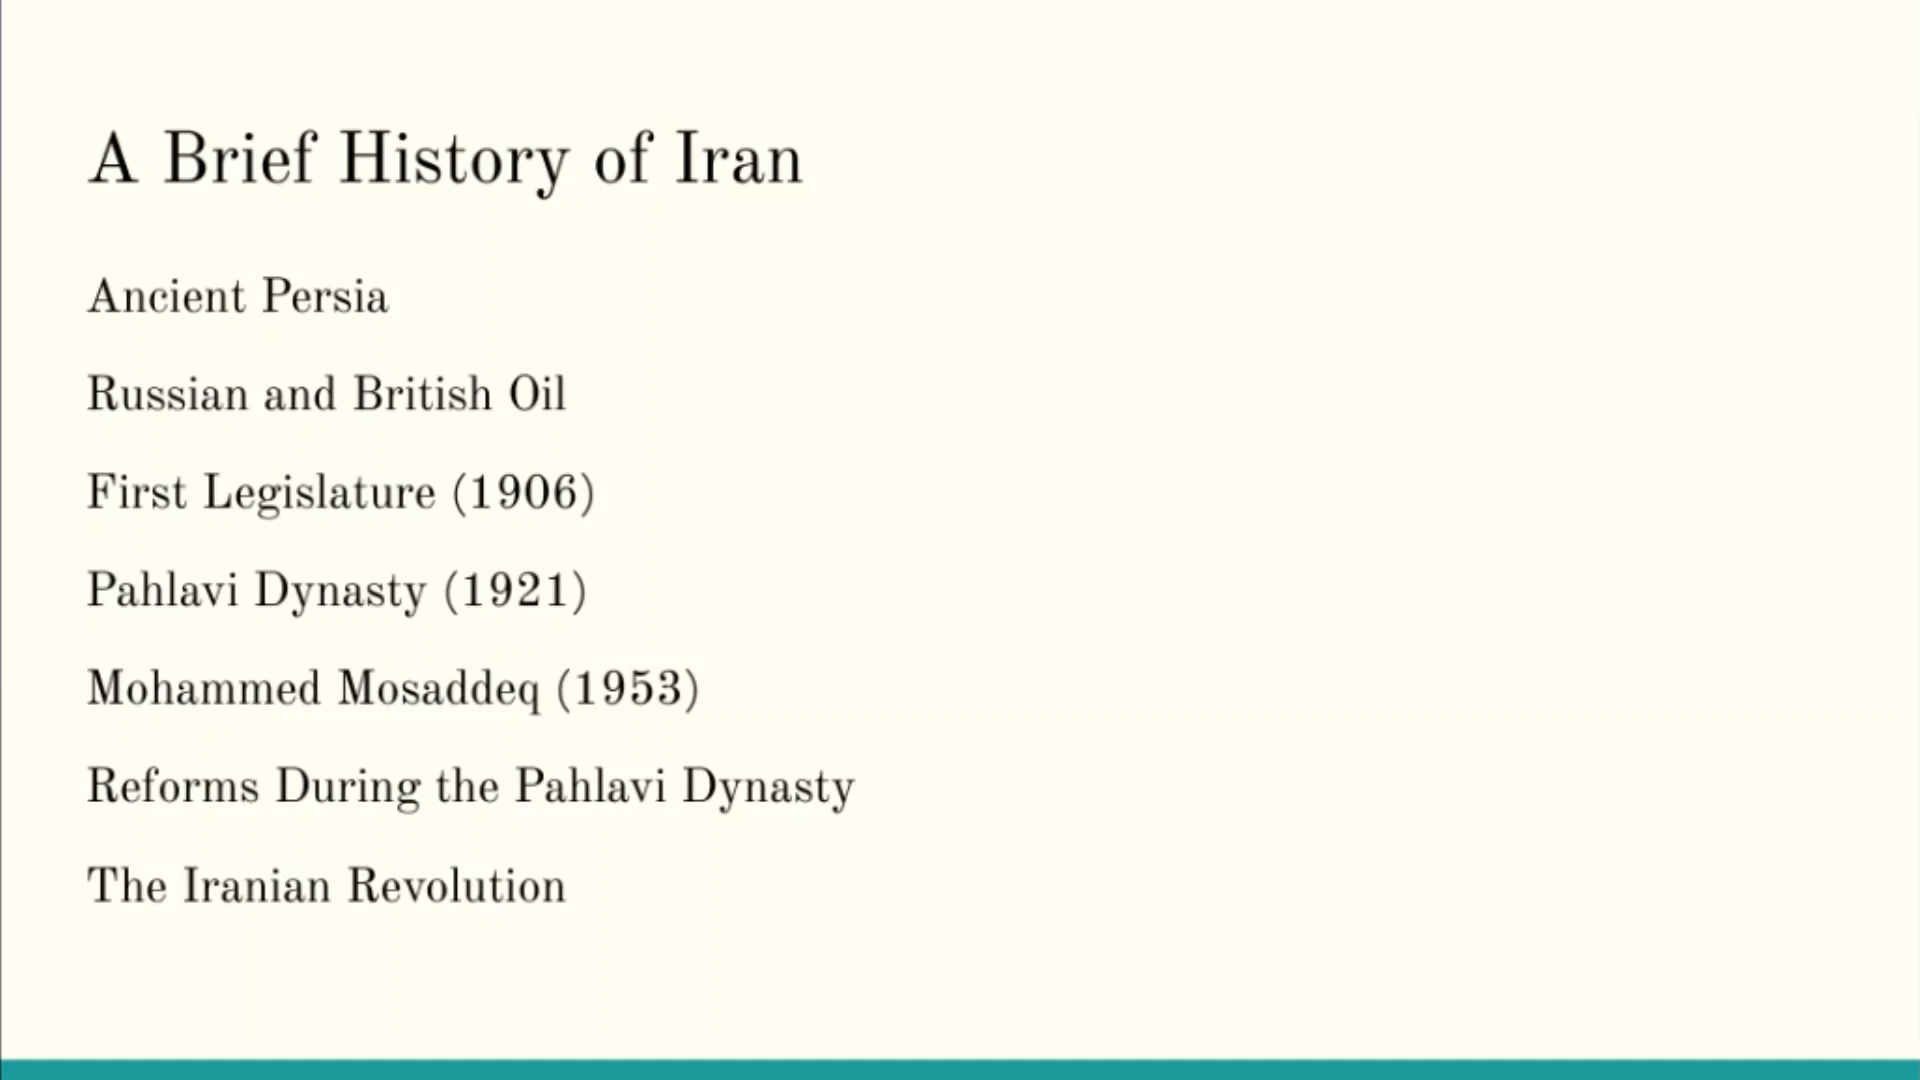 A Brief History of Iran
Ancient Persia
Russian and British Oil
First Legislature (1906)
Pahlavi Dynasty (1921)
Mohammed Mosaddeq (1953)
Reforms During the Pahlavi Dynasty
The Iranian Revolution